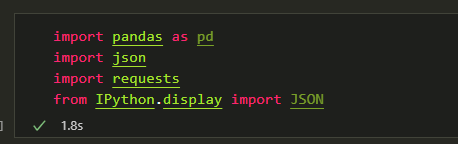 import pandas as pd
import json
import requests
from IPython.display import JSON
]
1.8s